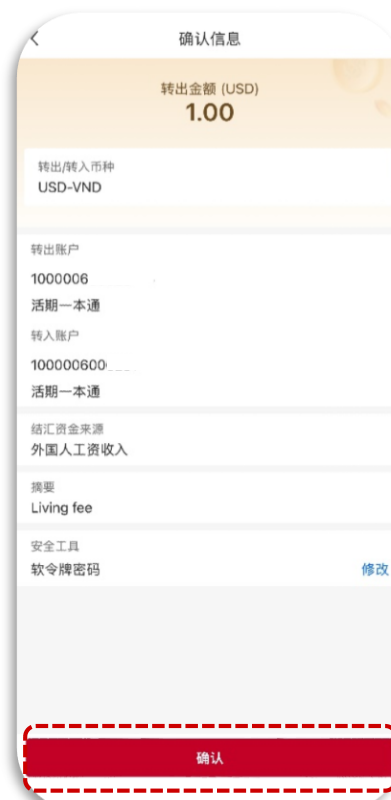 确认信息
转出金额 (USD)
1.00
转出/转入币种
USD-VND
转出账户
1000006
活期一本通
转入账户
100000600
活期一本通
结汇资金来源
外国人工资收入
摘要
Living fee
安全工具
软令牌密码 修改
确认